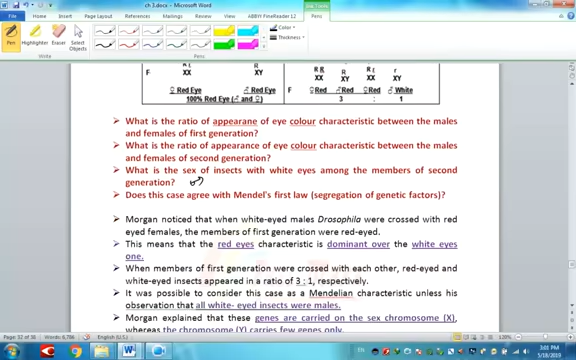 ch 3.docx - Microsoft Word
Ink Tools
File Home Insert Page Layout References Mailings Review View ABBYY FineReader 12 Pens
Pen Highlighter Eraser Select Objects
Color
Thickness
Write Pens
F XX XY F XX XY XX XY
RR R r
♀ Red Eye ♂ Red Eye ♀Red ♂Red ♀Red ♂ White
100% Red Eye (♂ and ♀) 3 : 1
What is the ratio of appearane of eye colour characteristic between the males
and females of first generation?
What is the ratio of appearance of eye colour characteristic between the males
and females of second generation?
What is the sex of insects with white eyes among the members of second
generation?
Does this case agree with Mendel's first law (segregation of genetic factors)?
Morgan noticed that when white-eyed males Drosophila were crossed with red
eyed females, the members of first generation were red-eyed.
This means that the red eyes characteristic is dominant over the white eyes
one.
When members of first generation were crossed with each other, red-eyed and
white-eyed insects appeared in a ratio of 3 : 1, respectively.
It was possible to consider this case as a Mendelian characteristic unless his
observation that all white- eyed insects were males.
Morgan explained that these genes are carried on the sex chromosome (X),
whereas the chromosome (Y) carries few genes only.
Page: 32 of 38 Words: 6,786 English (U.S.) 139%
EN 3:01 PM
5/18/2019